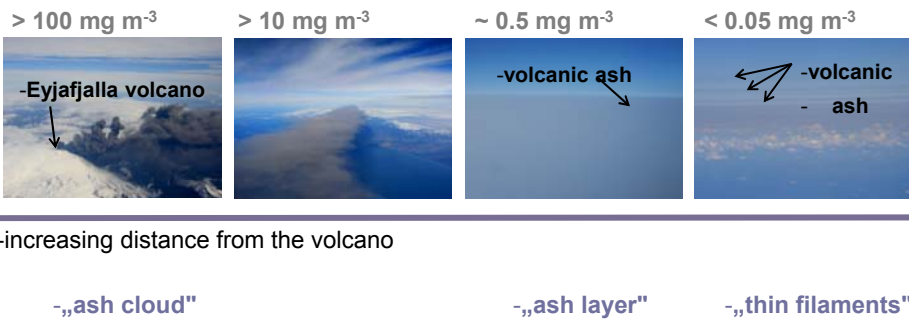 > 100 mg m-3 > 10 mg m-3 ~ 0.5 mg m-3 < 0.05 mg m-3
-Eyjafjalla volcano
-volcanic ash
-volcanic
- ash
-increasing distance from the volcano
-„ash cloud" -„ash layer" -„thin filaments"